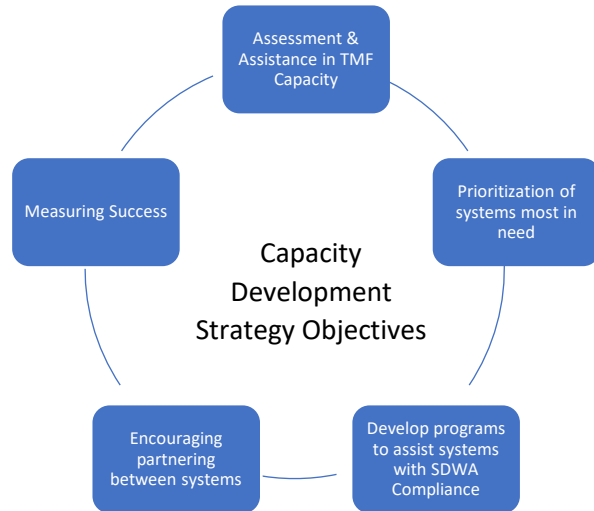 Assessment &
Assistance in TMF
Capacity
Prioritization of
systems most in
need
Develop programs
to assist systems
with SDWA
Compliance
Encouraging
partnering
between systems
Measuring Success
Capacity
Development
Strategy Objectives